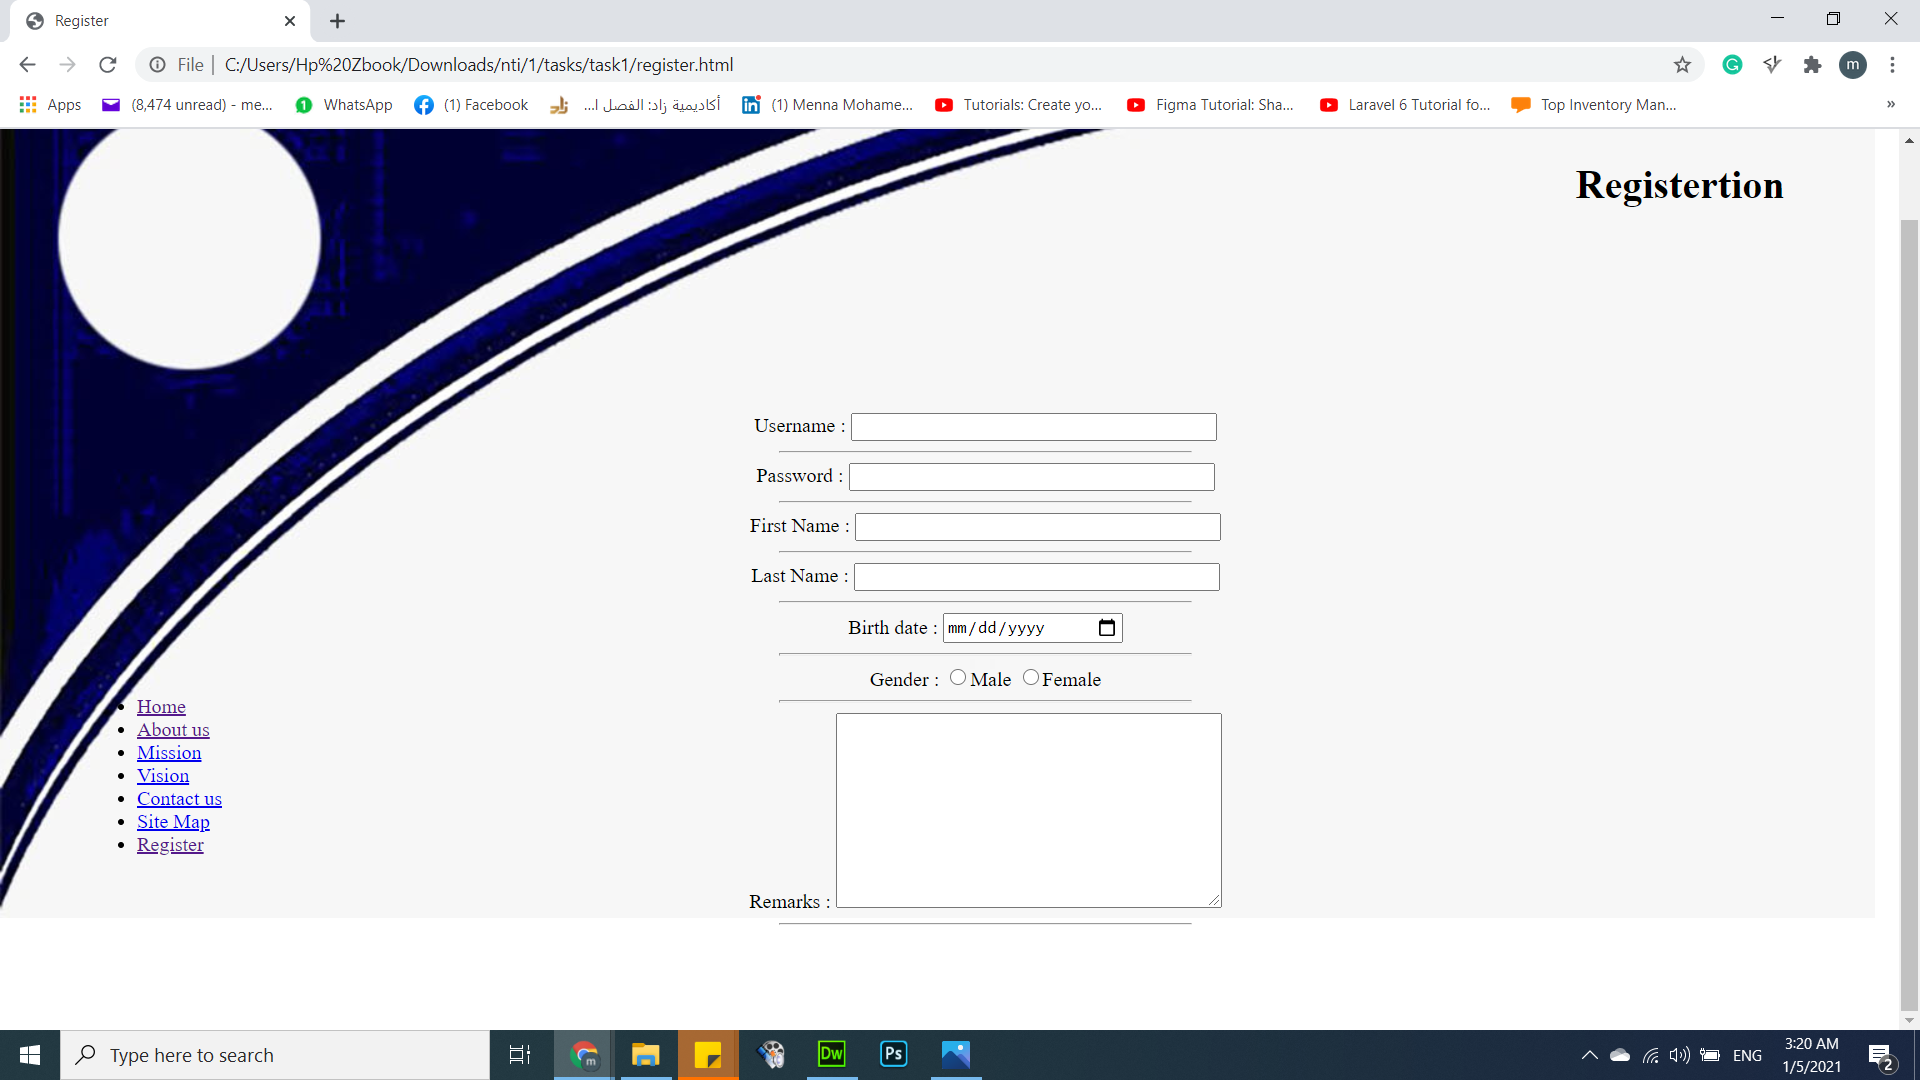 Register
File | C:/Users/Hp%20Zbook/Downloads/nti/1/tasks/task1/register.html
m
Apps
(8,474 unread) - me...
1 WhatsApp
(1) Facebook
أكاديمية زاد: الفصل ا...
(1) Menna Mohame...
Tutorials: Create yo...
Figma Tutorial: Sha...
Laravel 6 Tutorial fo...
Top Inventory Man...
»
Registertion
Username :
Password :
First Name :
Last Name :
Birth date : mm/dd/yyyy
Gender : Male Female
Home
About us
Mission
Vision
Contact us
Site Map
Register
Remarks :
Type here to search
m
Dw
Ps
ENG
3:20 AM
1/5/2021
2